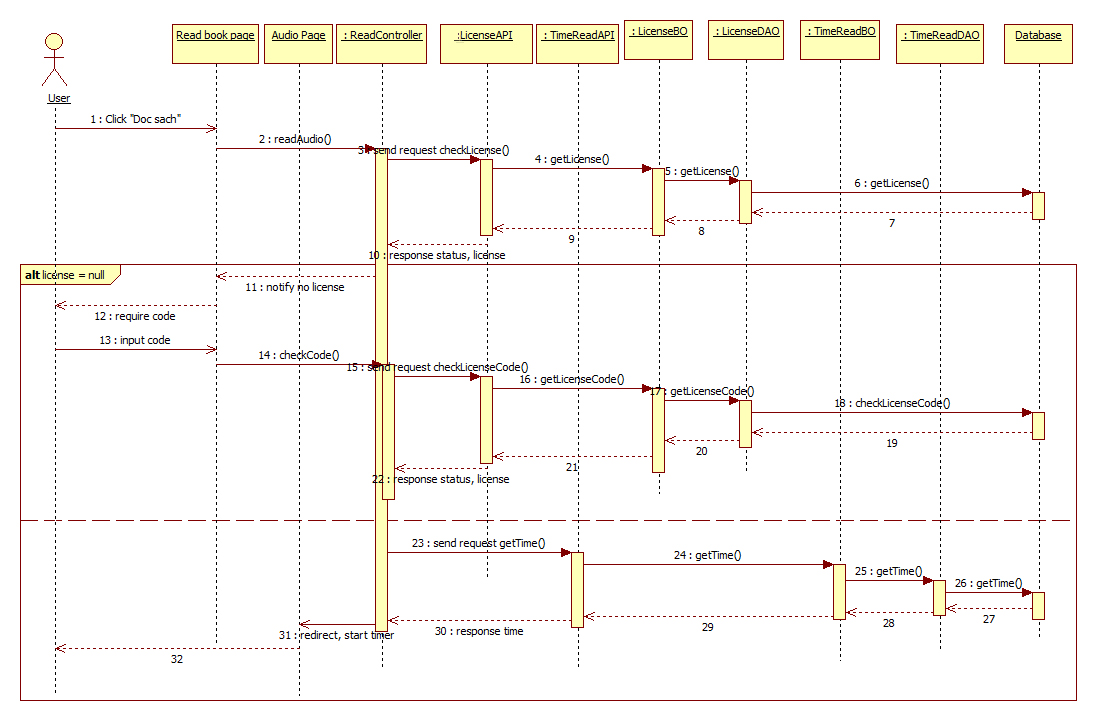 Read book page
Audio Page
: ReadController
:LicenseAPI
: TimeReadAPI
: LicenseBO
: LicenseDAO
: TimeReadBO
: TimeReadDAO
Database
User
1 : Click "Doc sach"
2 : readAudio()
3 : send request checkLicense()
4 : getLicense()
5 : getLicense()
6 : getLicense()
7
8
9
10 : response status, license
alt license = null
11 : notify no license
12 : require code
13 : input code
14 : checkCode()
15 : send request checkLicenseCode()
16 : getLicenseCode()
17 : getLicenseCode()
18 : checkLicenseCode()
19
20
21
22 : response status, license
23 : send request getTime()
24 : getTime()
25 : getTime()
26 : getTime()
27
28
29
30 : response time
31 : redirect, start timer
32